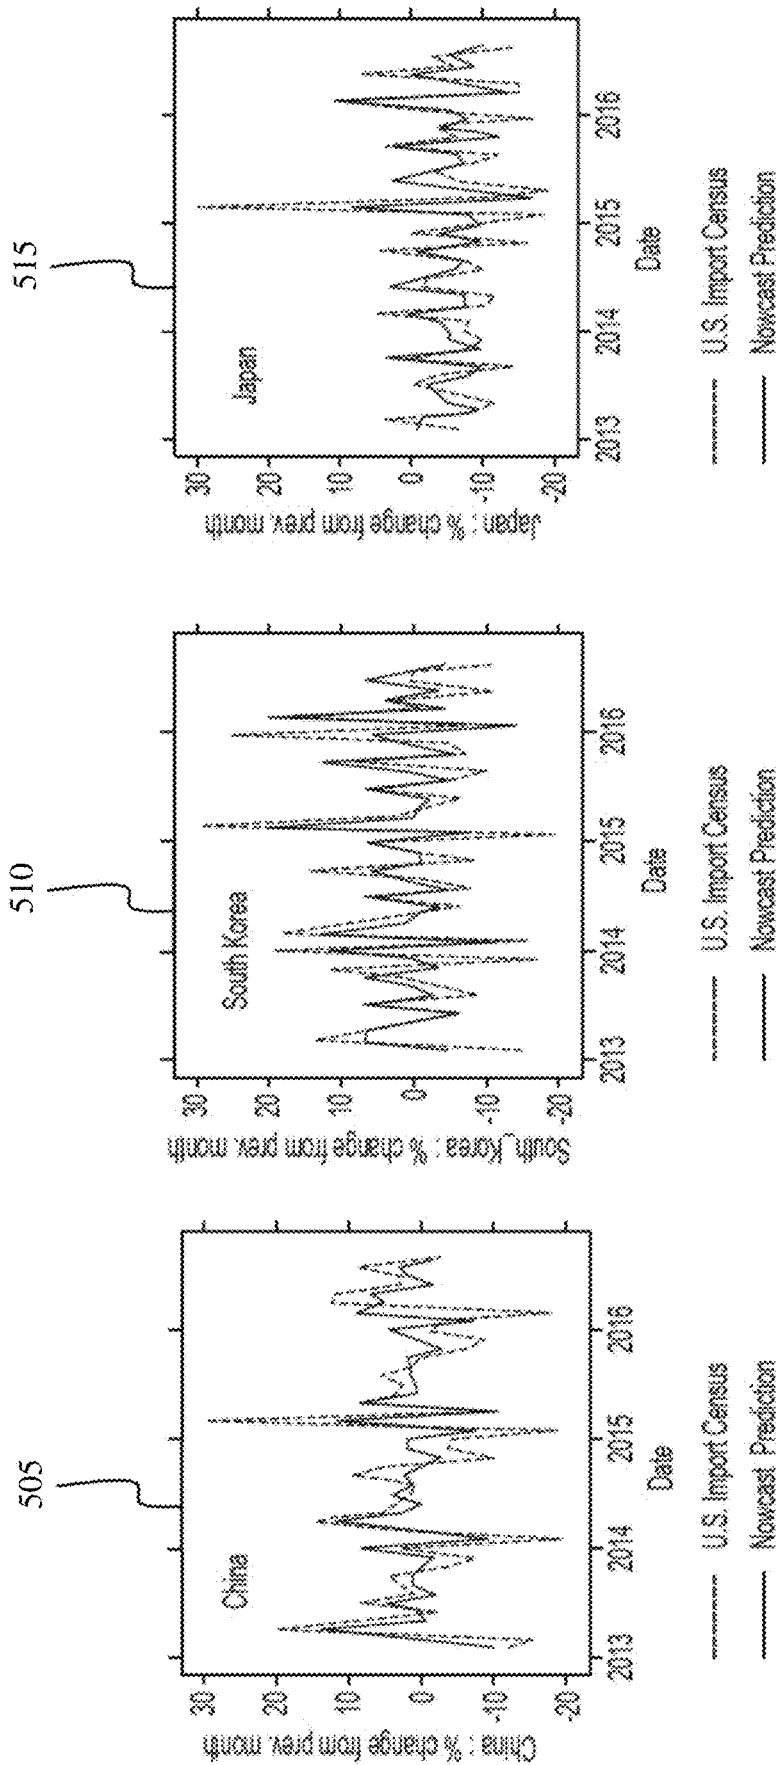 505
China
China : % change from prev. month
30
20
10
0
-10
-20
2013
2014
2015
2016
Date
U.S. Import Census
Nowcast Prediction
510
South Korea
South_Korea : % change from prev. month
30
20
10
0
-10
-20
2013
2014
2015
2016
Date
U.S. Import Census
Nowcast Prediction
515
Japan
Japan : % change from prev. month
30
20
10
0
-10
-20
2013
2014
2015
2016
Date
U.S. Import Census
Nowcast Prediction